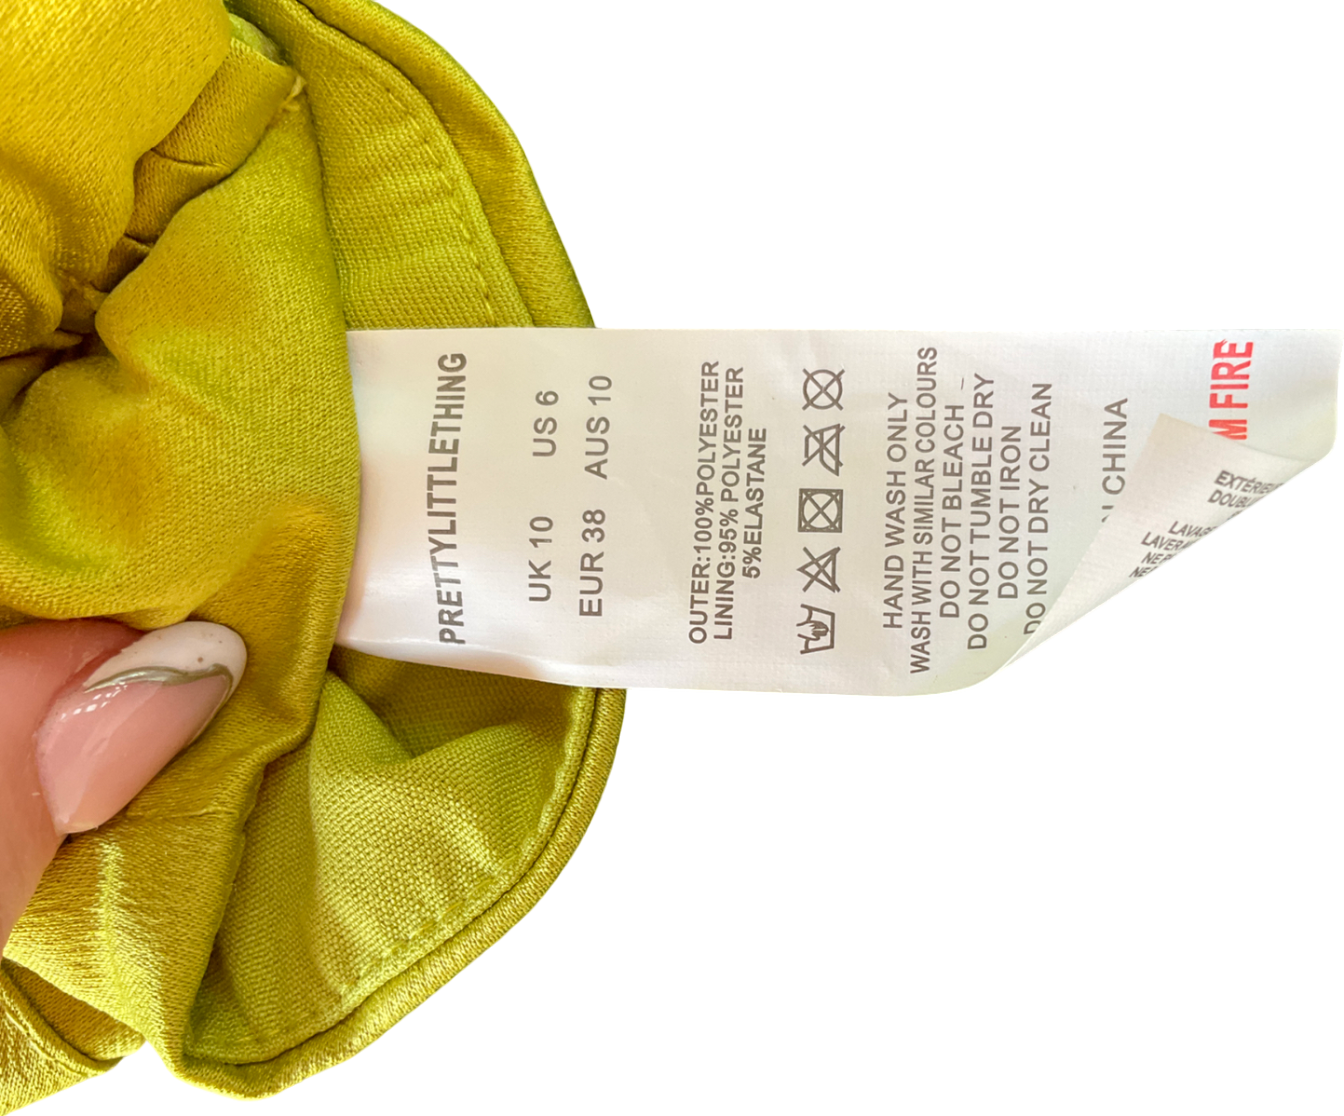 PRETTYLITTLETHING
UK 10 US 6
EUR 38 AUS 10
OUTER:100%POLYESTER
LINING:95% POLYESTER
5%ELASTANE
HAND WASH ONLY
WASH WITH SIMILAR COLOURS
DO NOT BLEACH
DO NOT TUMBLE DRY
DO NOT IRON
DO NOT DRY CLEAN
CHINA
FIRE